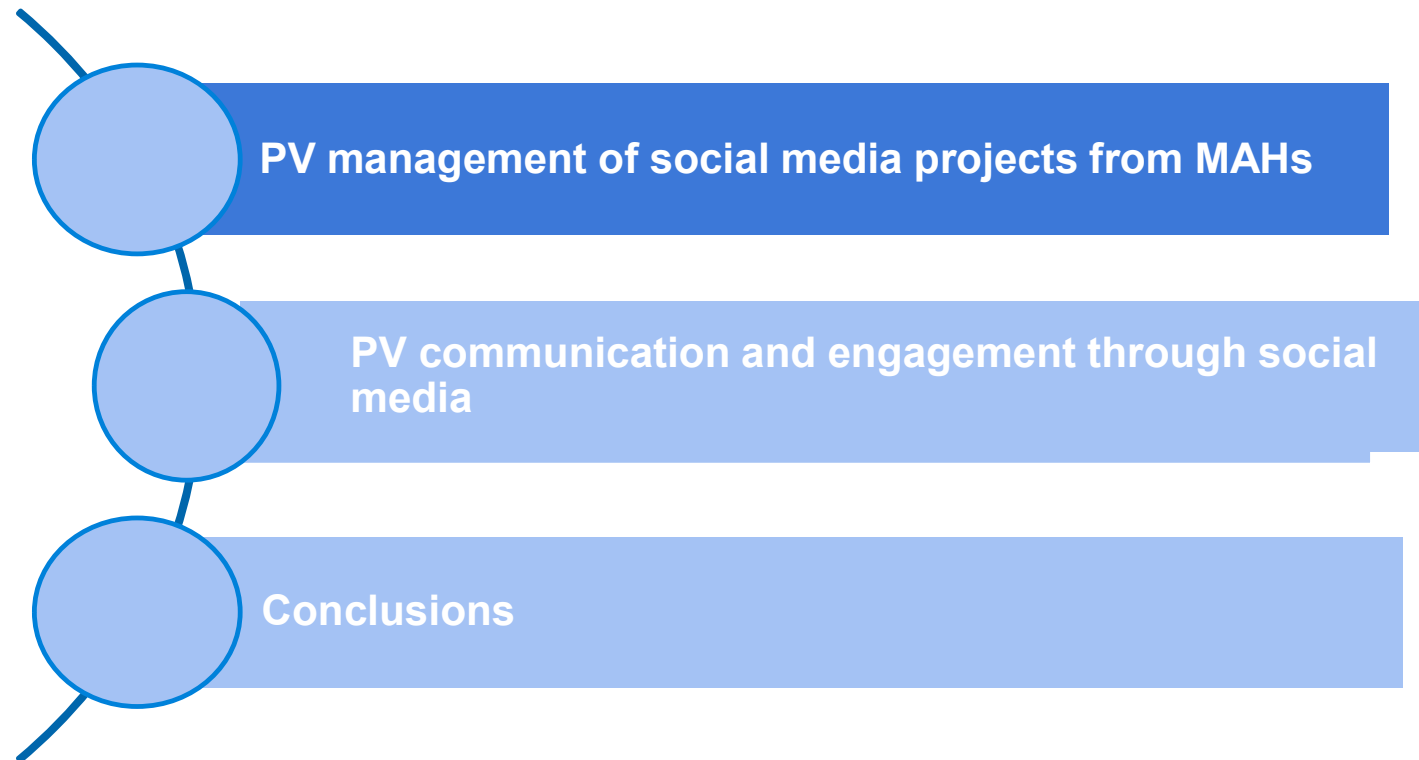 PV management of social media projects from MAHs
PV communication and engagement through social
media
Conclusions